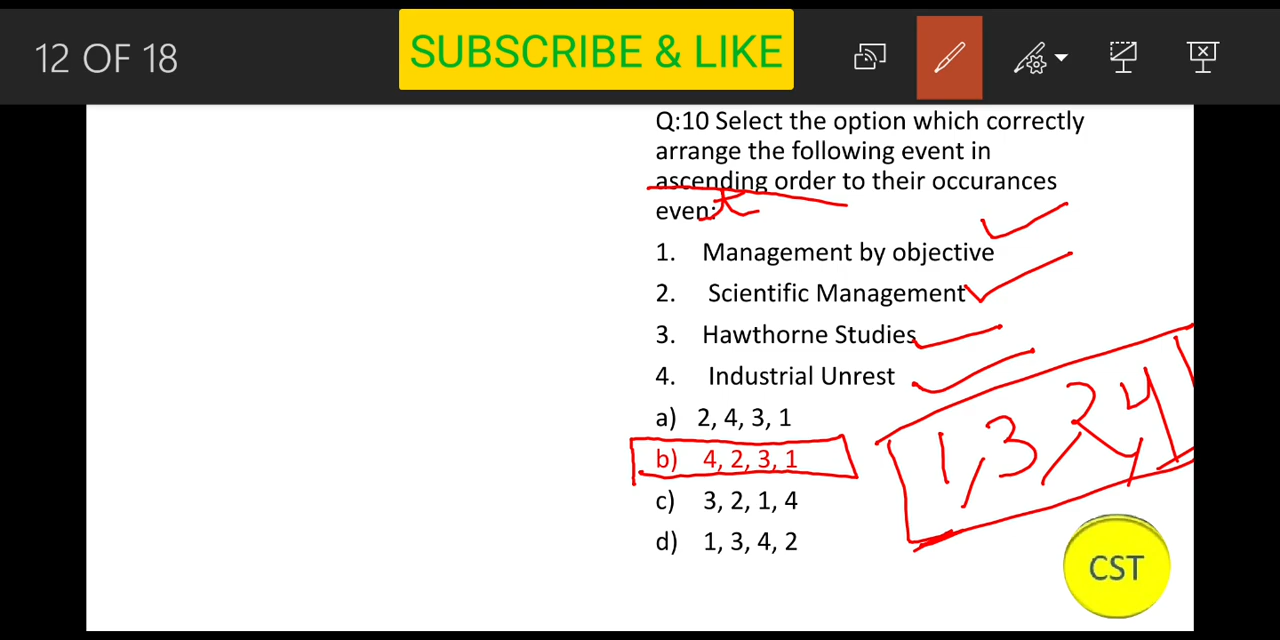 12 OF 18
SUBSCRIBE & LIKE
Q:10 Select the option which correctly
arrange the following event in
ascending order to their occurances
even:
1. Management by objective
2. Scientific Management
3. Hawthorne Studies
4. Industrial Unrest
a) 2, 4, 3, 1
b) 4, 2, 3, 1
c) 3, 2, 1, 4
d) 1, 3, 4, 2
1, 3, 2, 4
CST